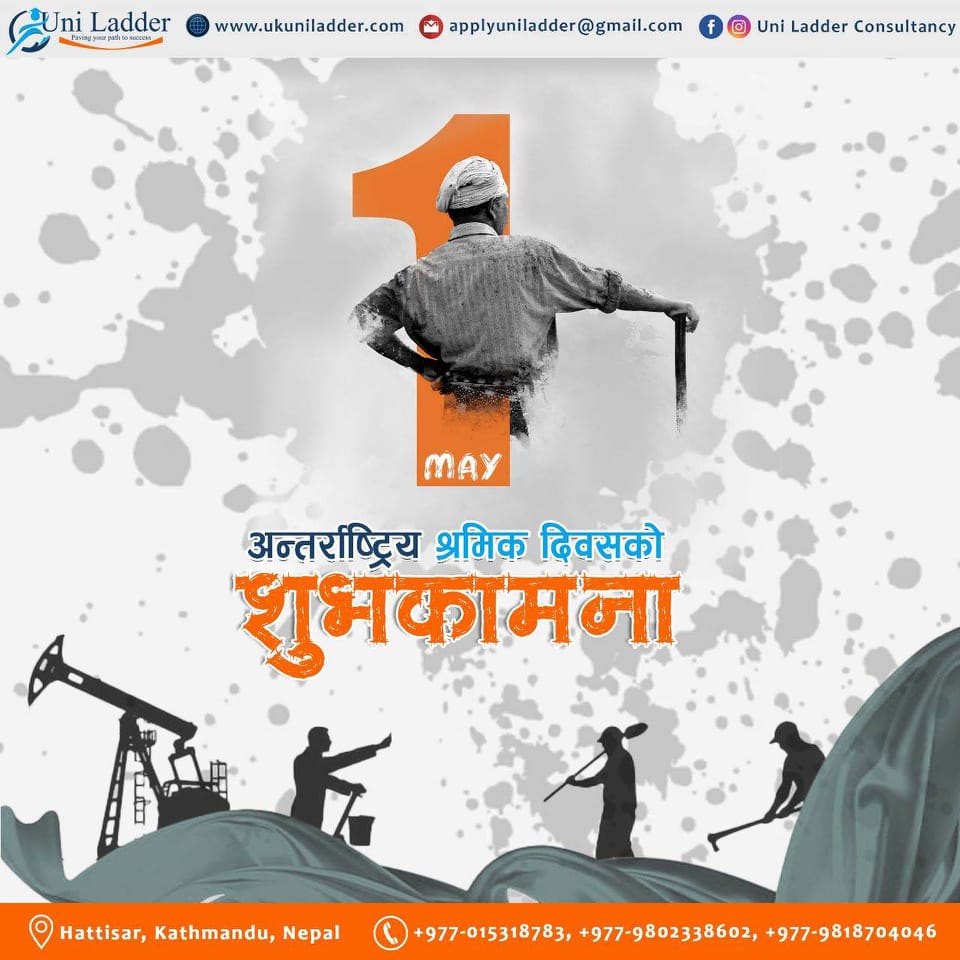 Uni Ladder
Paving your path to success
www.ukuniladder.com
applyuniladder@gmail.com
Uni Ladder Consultancy
1
MAY
अन्तर्राष्ट्रिय श्रमिक दिवसको
शुभकामना
Hattisar, Kathmandu, Nepal
+977-015318783, +977-9802338602, +977-9818704046